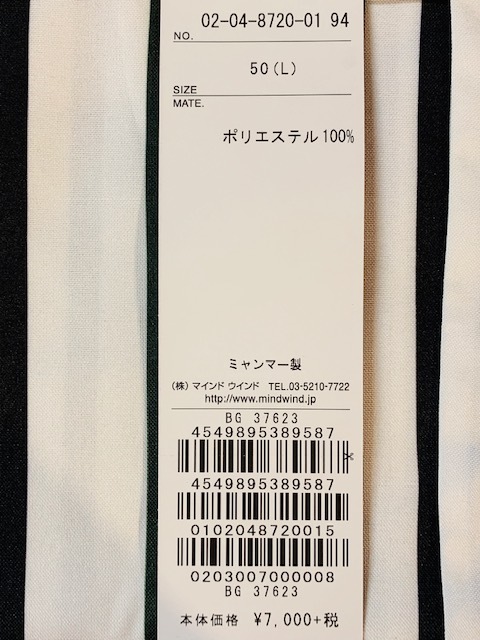 02-04-8720-01 94
NO.
50(L)
SIZE
MATE.
ポリエステル100%
ミャンマー製
(株)マインド ウインド TEL.03-5210-7722
http://www.mindwind.jp
BG 37623
4549895389587
4549895389587
0102048720015
0203007000008
BG 37623
本体価格 ¥7,000+税